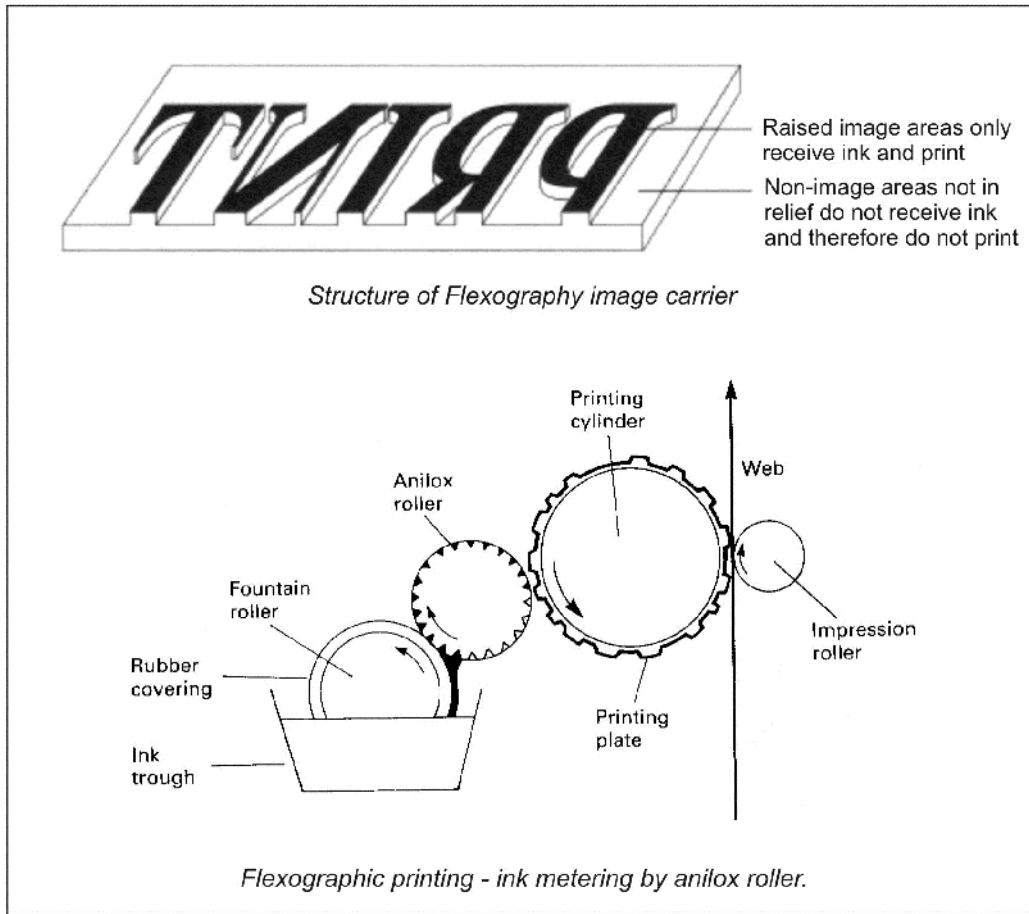 PRINT
Raised image areas only
receive ink and print
Non-image areas not in
relief do not receive ink
and therefore do not print
Structure of Flexography image carrier
Printing
cylinder
Web
Anilox
roller
Fountain
roller
Rubber
covering
Impression
roller
Printing
plate
Ink
trough
Flexographic printing - ink metering by anilox roller.